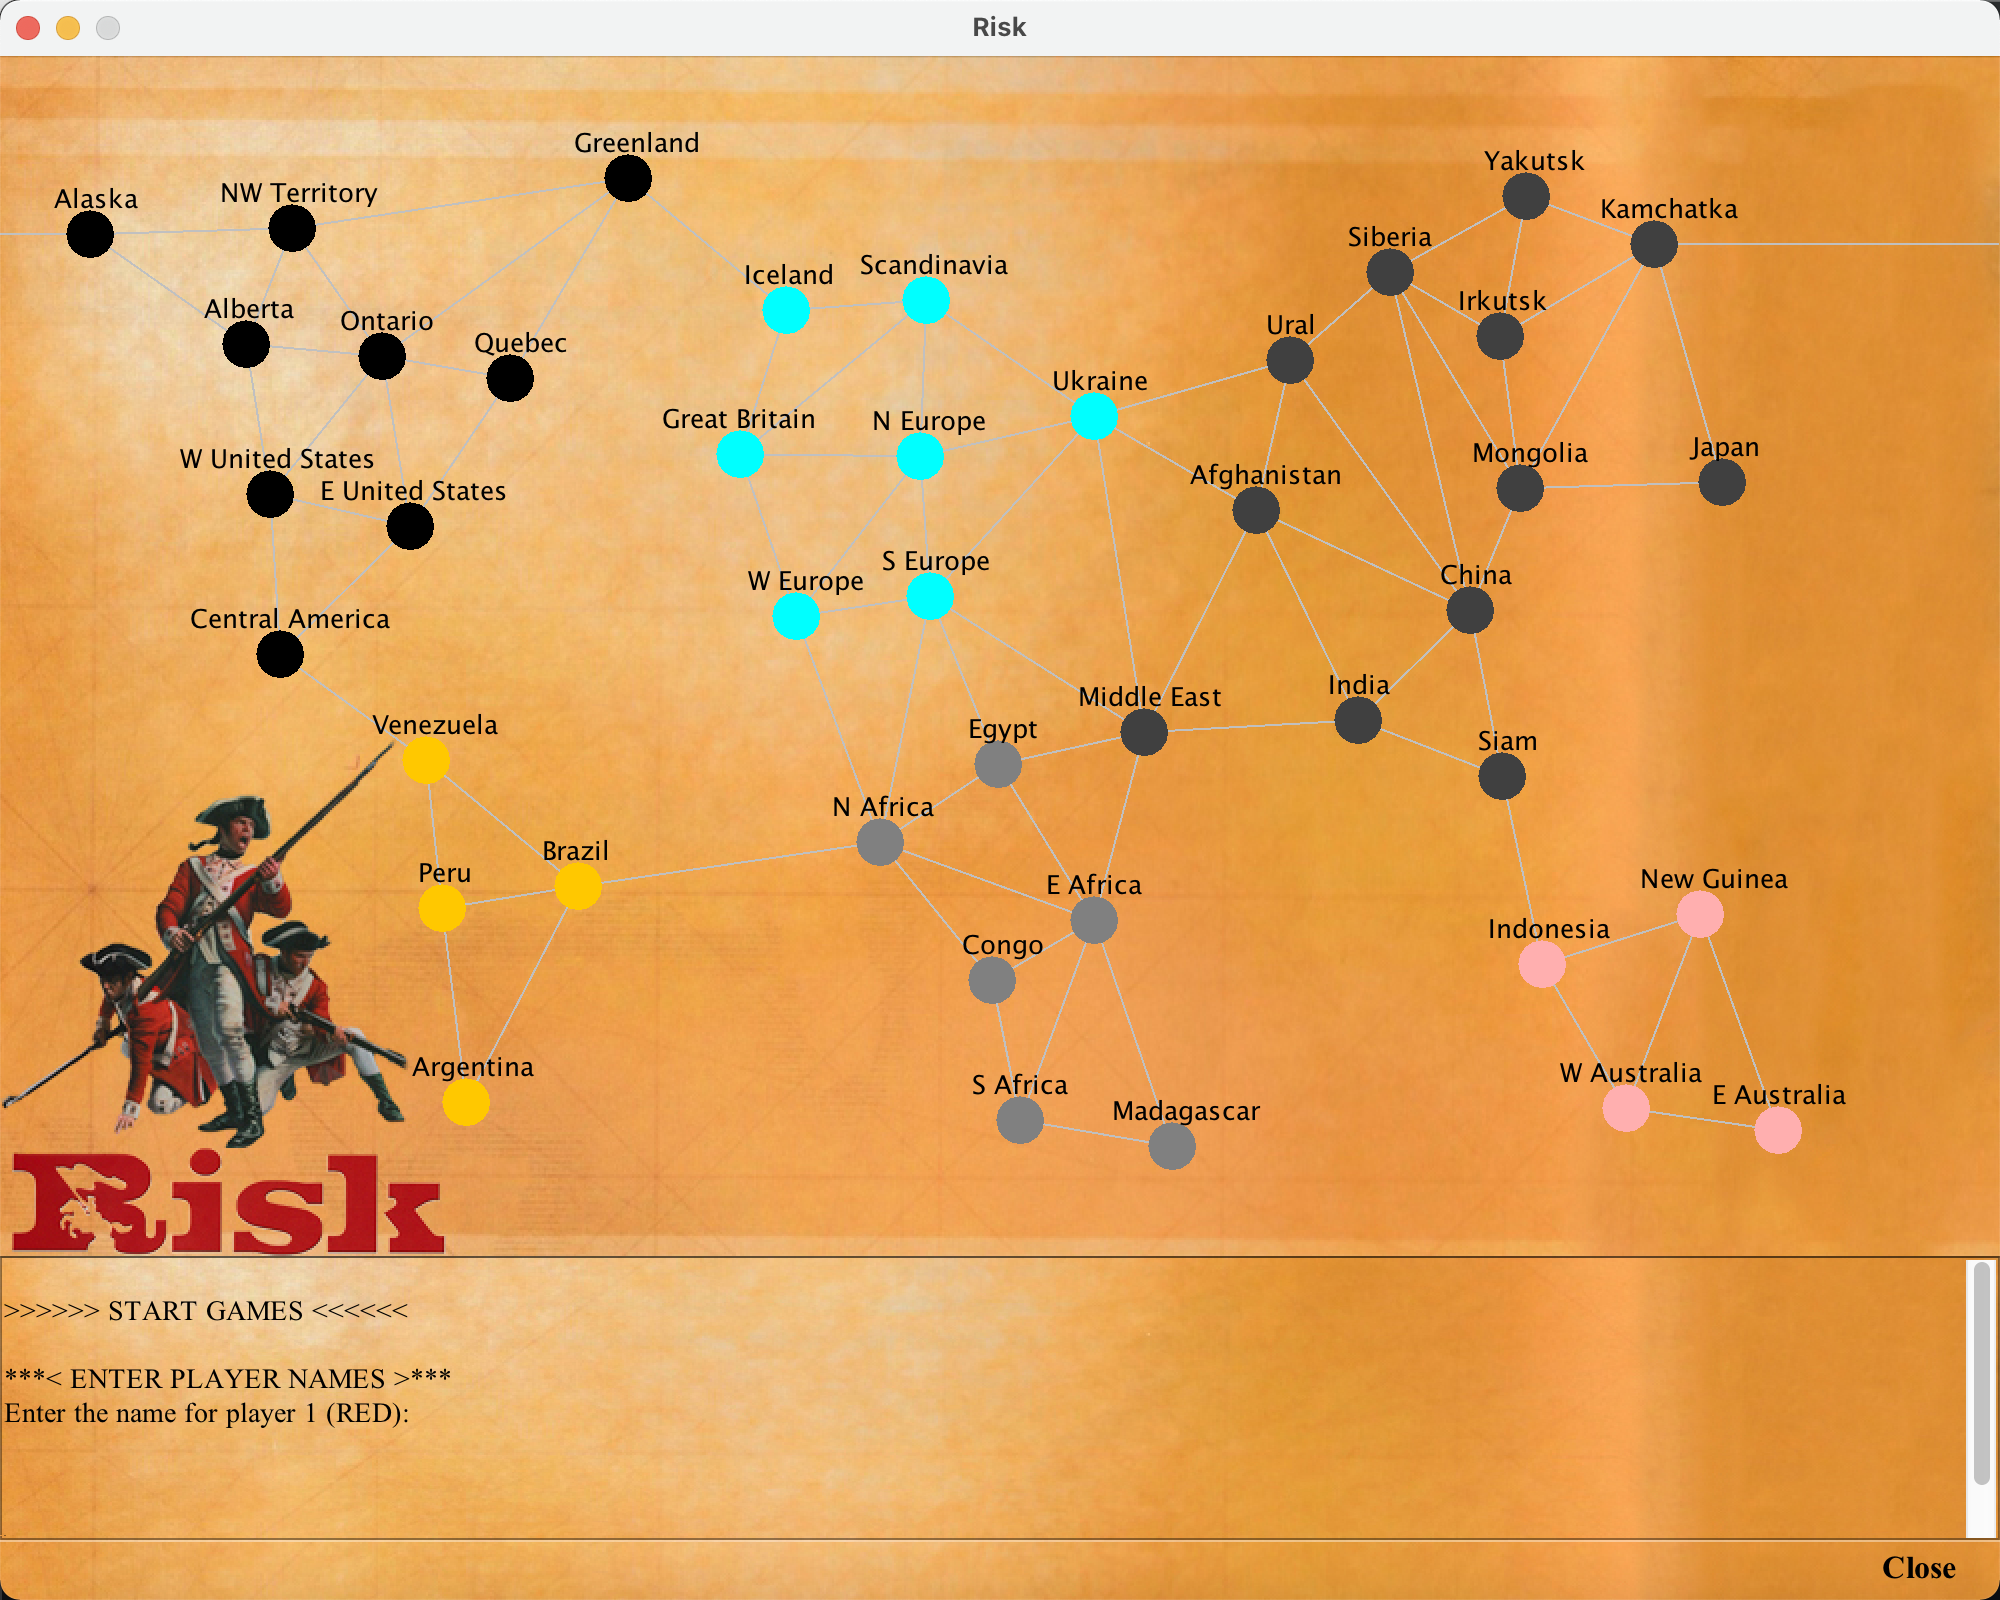 Risk
Greenland
Yakutsk
Alaska
NW Territory
Kamchatka
Siberia
Iceland
Scandinavia
Alberta
Ontario
Irkutsk
Quebec
Ural
Ukraine
Great Britain
N Europe
W United States
Mongolia
Japan
E United States
Afghanistan
W Europe
S Europe
China
Central America
Venezuela
Middle East
India
Egypt
Siam
N Africa
Brazil
Peru
E Africa
New Guinea
Congo
Indonesia
Argentina
S Africa
Madagascar
W Australia
E Australia
Risk
>>>>>> START GAMES <<<<<<
***< ENTER PLAYER NAMES >***
Enter the name for player 1 (RED):
Close